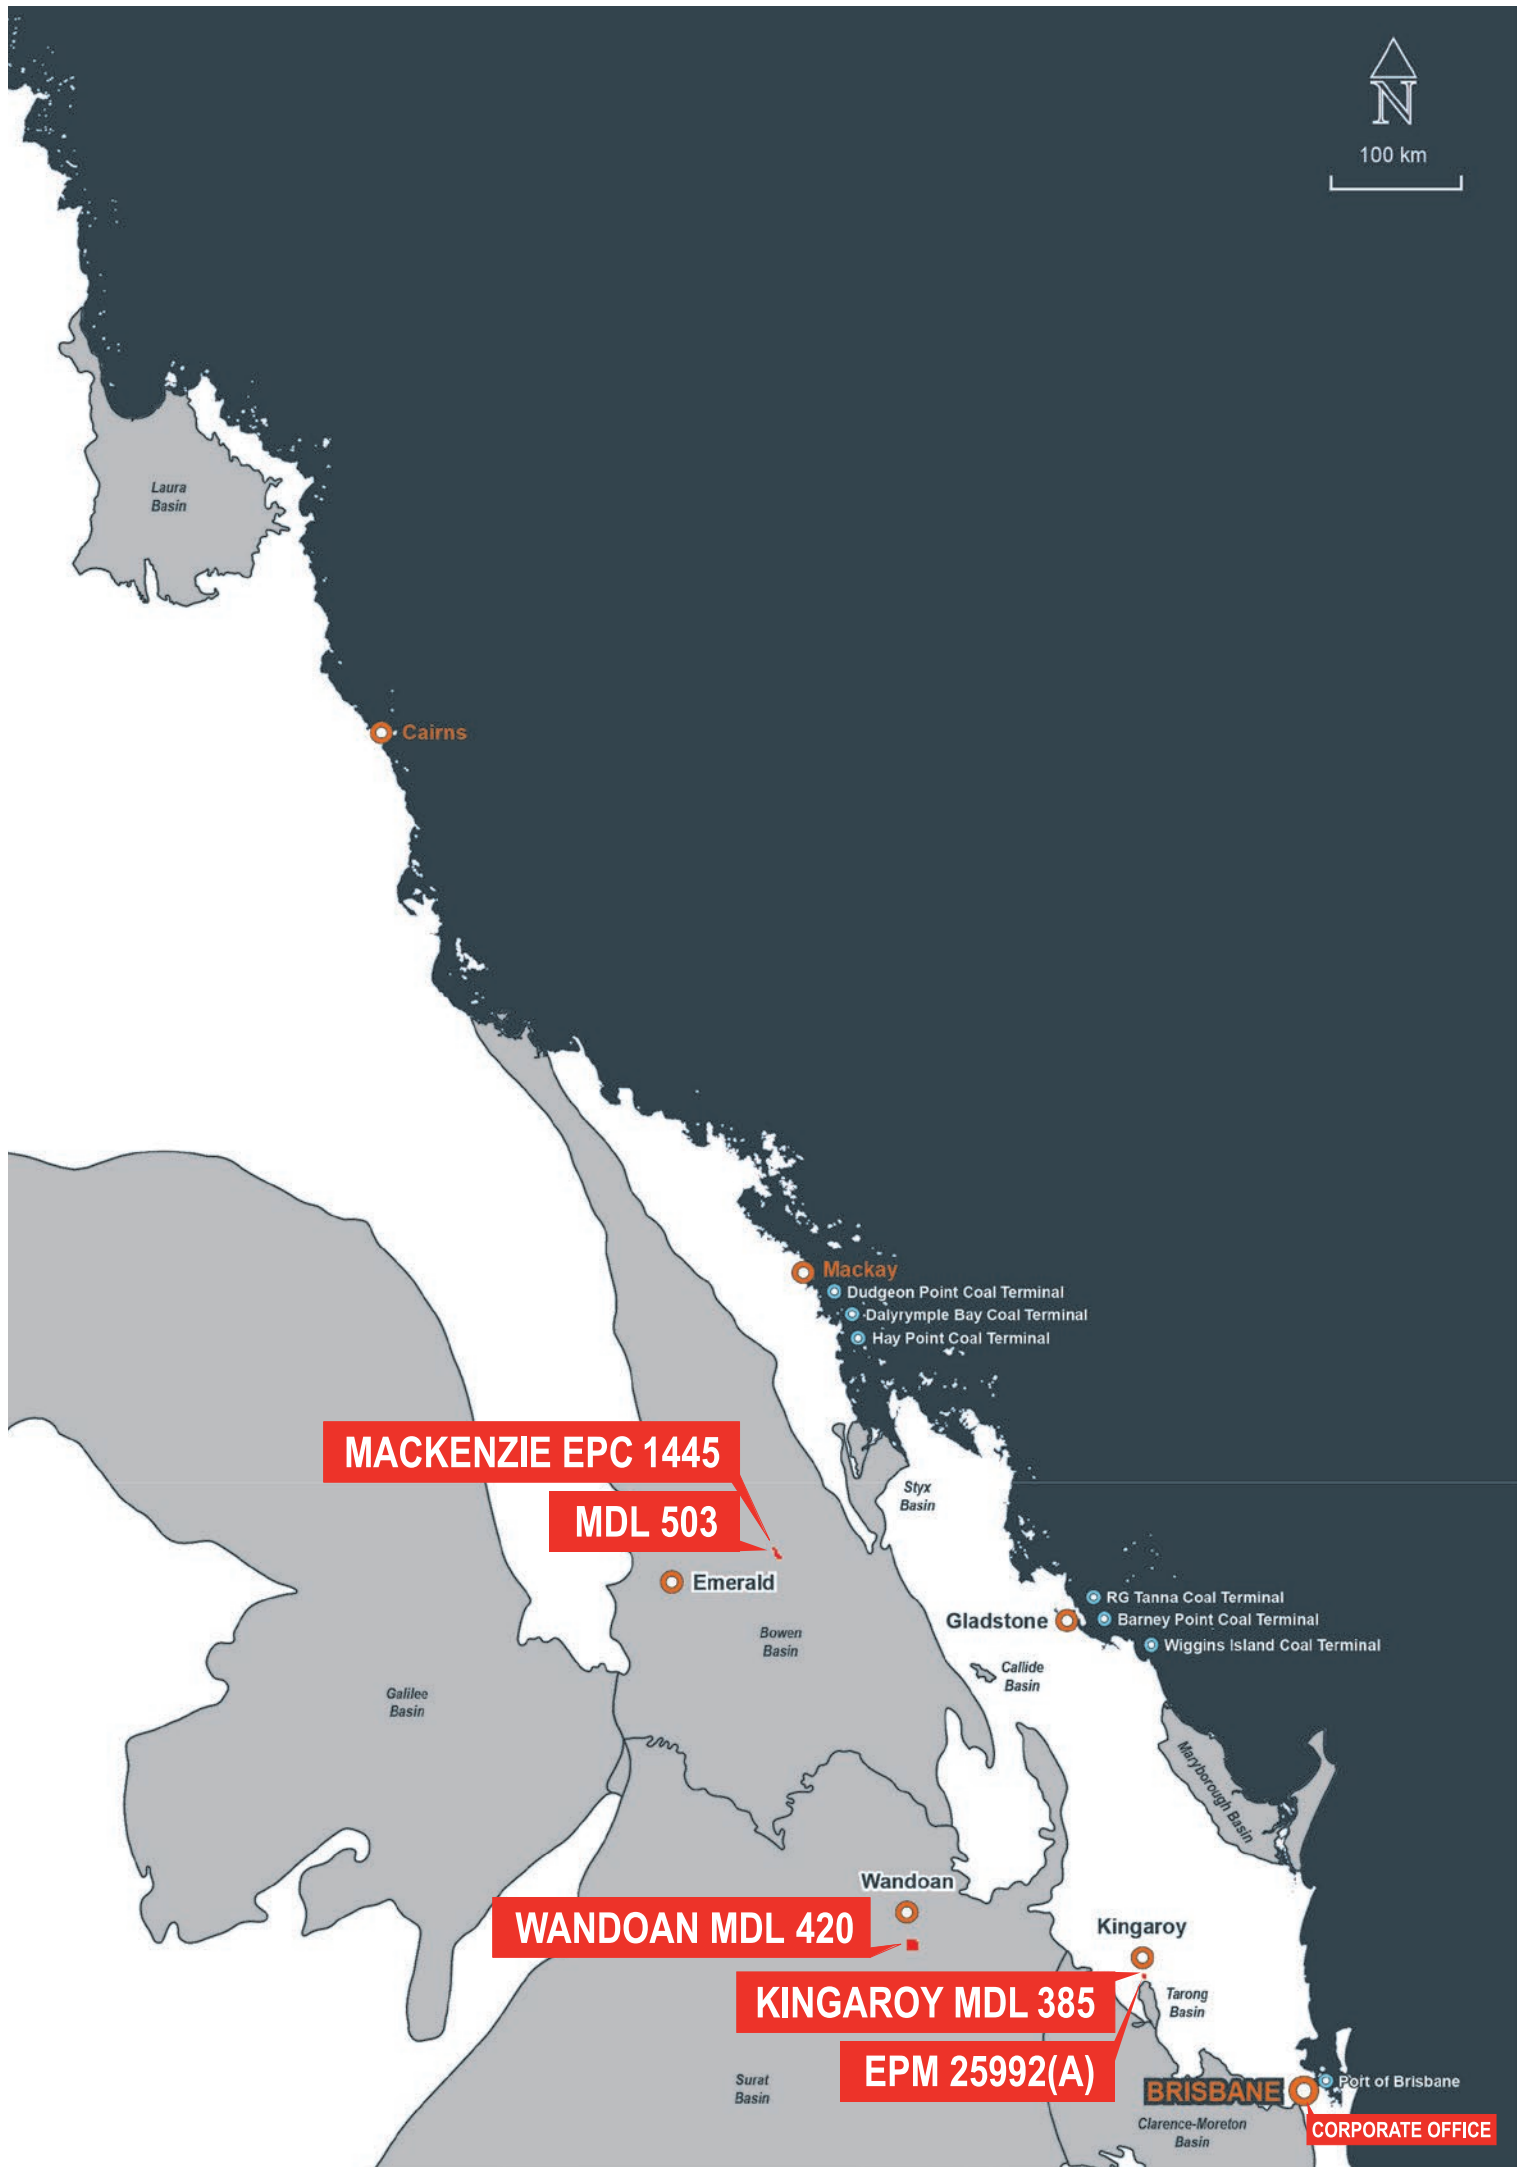 N
100 km
Laura
Basin
Cairns
Mackay
Dudgeon Point Coal Terminal
Dalyrymple Bay Coal Terminal
Hay Point Coal Terminal
MACKENZIE EPC 1445
MDL 503
Styx
Basin
Emerald
RG Tanna Coal Terminal
Gladstone
Barney Point Coal Terminal
Wiggins Island Coal Terminal
Bowen
Basin
Callide
Basin
Galilee
Basin
Maryborough Basin
Wandoan
WANDOAN MDL 420
Kingaroy
KINGAROY MDL 385
Tarong
Basin
EPM 25992(A)
Surat
Basin
BRISBANE
Port of Brisbane
CORPORATE OFFICE
Clarence-Moreton
Basin